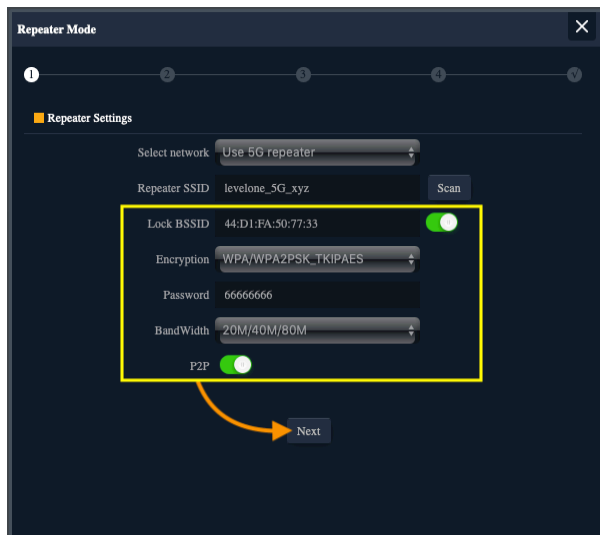 Repeater Mode
1 2 3 4 √
Repeater Settings
Select network Use 5G repeater
Repeater SSID levelone_5G_xyz Scan
Lock BSSID 44:D1:FA:50:77:33
Encryption WPA/WPA2PSK_TKIPAES
Password 66666666
BandWidth 20M/40M/80M
P2P
Next